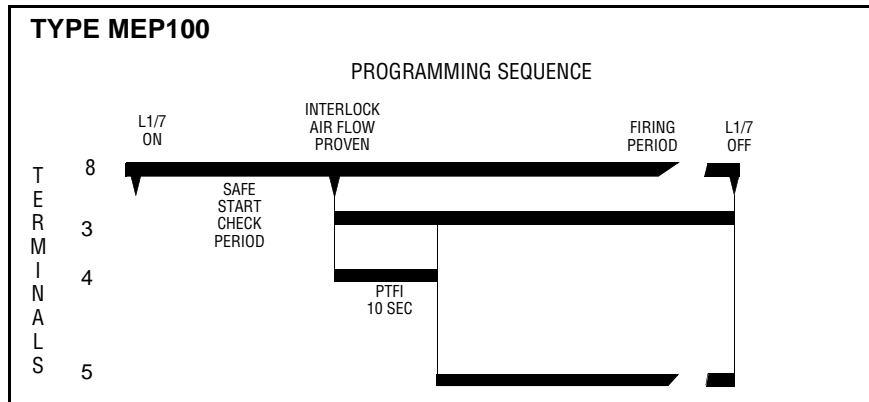 TYPE MEP100
PROGRAMMING SEQUENCE
L1/7
ON
INTERLOCK
AIR FLOW
PROVEN
FIRING
PERIOD
L1/7
OFF
TERMINALS
8
SAFE
START
CHECK
PERIOD
3
4
PTFI
10 SEC
5